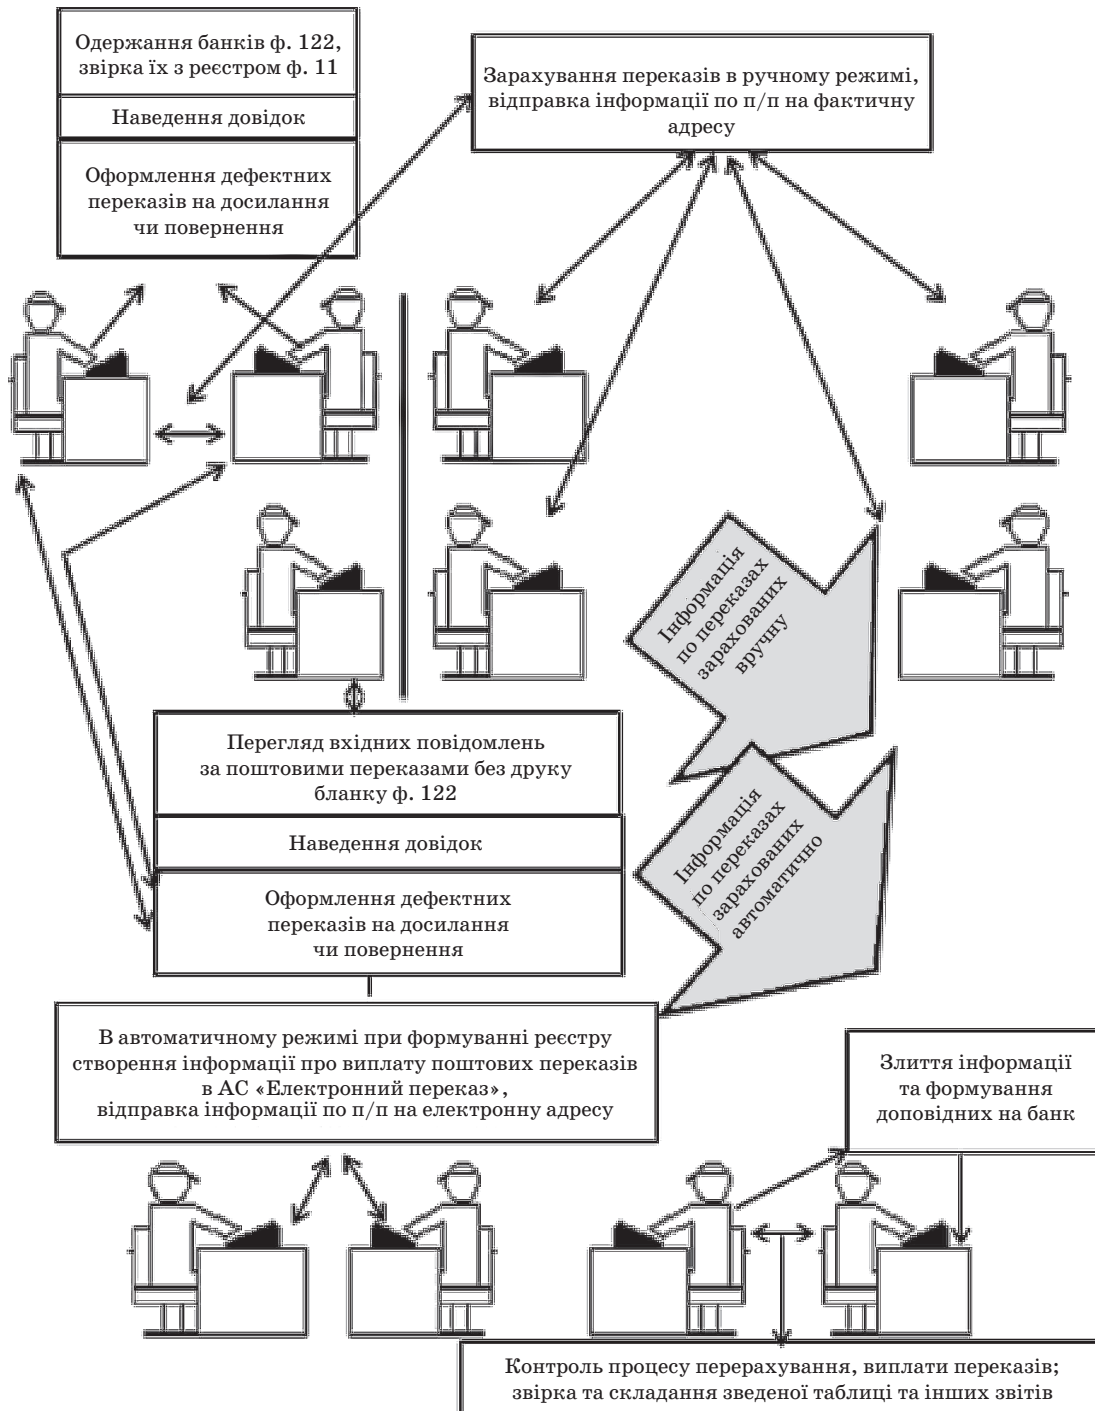 Одержання банків ф. 122,
звірка їх з реєстром ф. 11
Наведення довідок
Оформлення дефектних
переказів на досилання
чи повернення
Зарахування переказів в ручному режимі,
відправка інформації по п/п на фактичну
адресу
Інформація
по переказах
зарахованих
вручну
Перегляд вхідних повідомлень
за поштовими переказами без друку
бланку ф. 122
Наведення довідок
Оформлення дефектних
переказів на досилання
чи повернення
Інформація
по переказах
зарахованих
автоматично
В автоматичному режимі при формуванні реєстру
створення інформації про виплату поштових переказів
в АС «Електронний переказ»,
відправка інформації по п/п на електронну адресу
Злиття інформації
та формування
доповідних на банк
Контроль процесу перерахування, виплати переказів;
звірка та складання зведеної таблиці та інших звітів